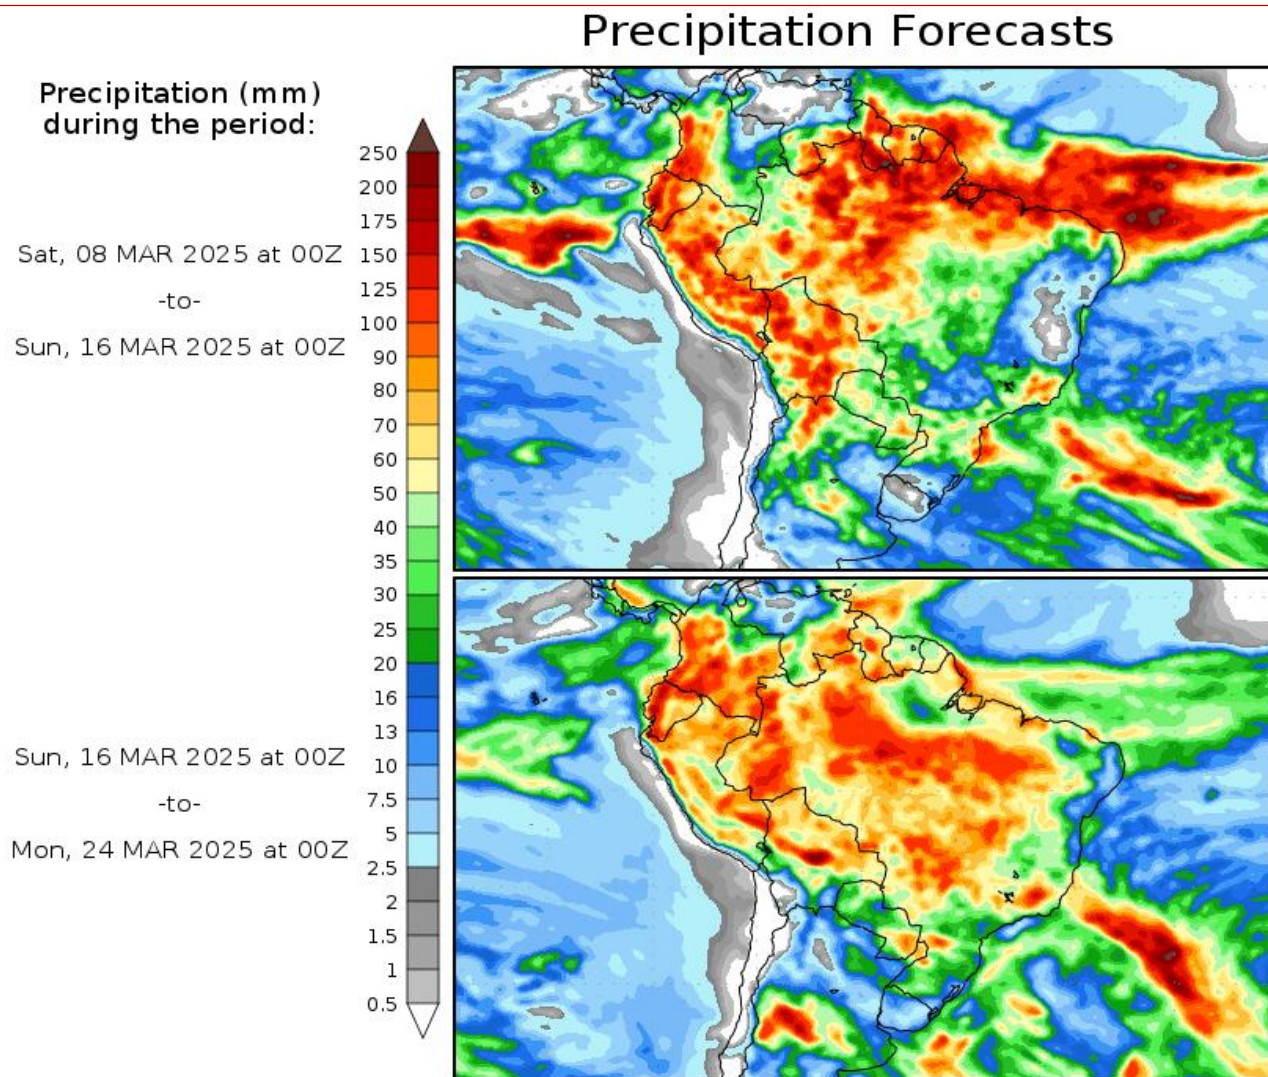 Precipitation Forecasts
Precipitation (mm)
during the period:
Sat, 08 MAR 2025 at 00Z
-to-
Sun, 16 MAR 2025 at 00Z
Sun, 16 MAR 2025 at 00Z
-to-
Mon, 24 MAR 2025 at 00Z
250
200
175
150
125
100
90
80
70
60
50
40
35
30
25
20
16
13
10
7.5
5
2.5
2
1.5
1
0.5